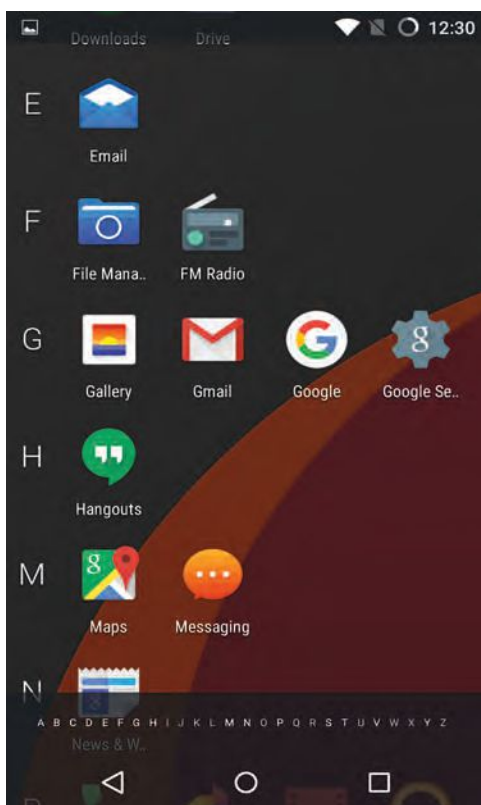 12:30
Downloads Drive
E
Email
F
File Mana.. FM Radio
G
Gallery Gmail Google Google Se..
H
Hangouts
M
Maps Messaging
N
A B C D E F G H I J K L M N O P Q R S T U V W X Y Z
News & W..